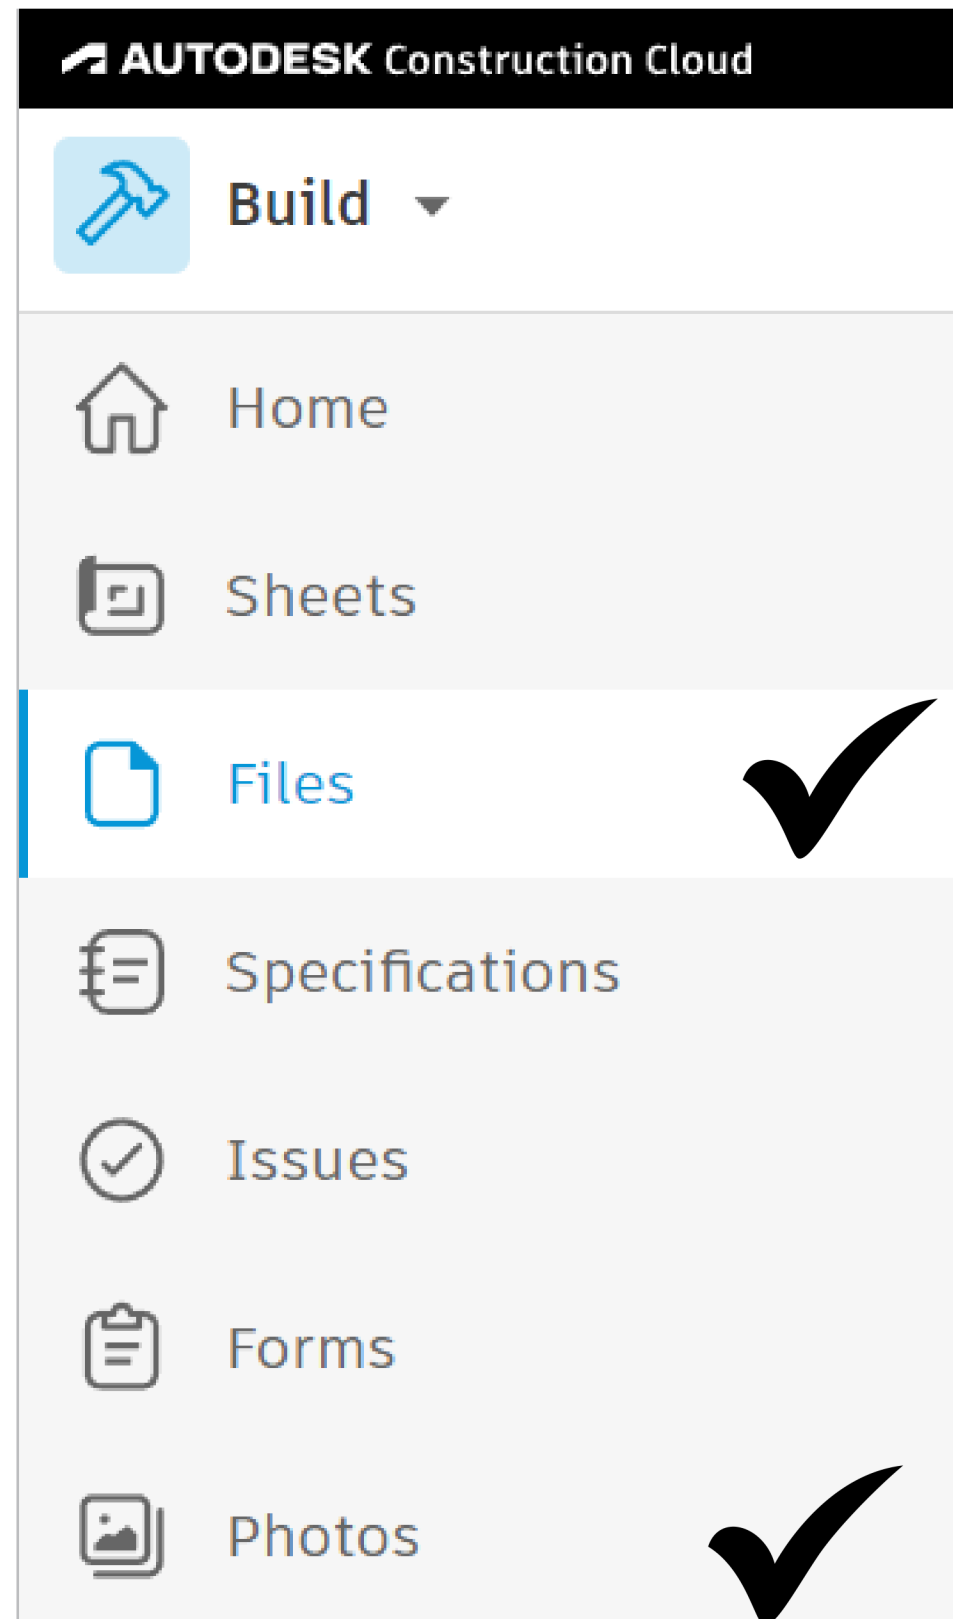 AUTODESK Construction Cloud
Build
Home
Sheets
Files
Specifications
Issues
Forms
Photos